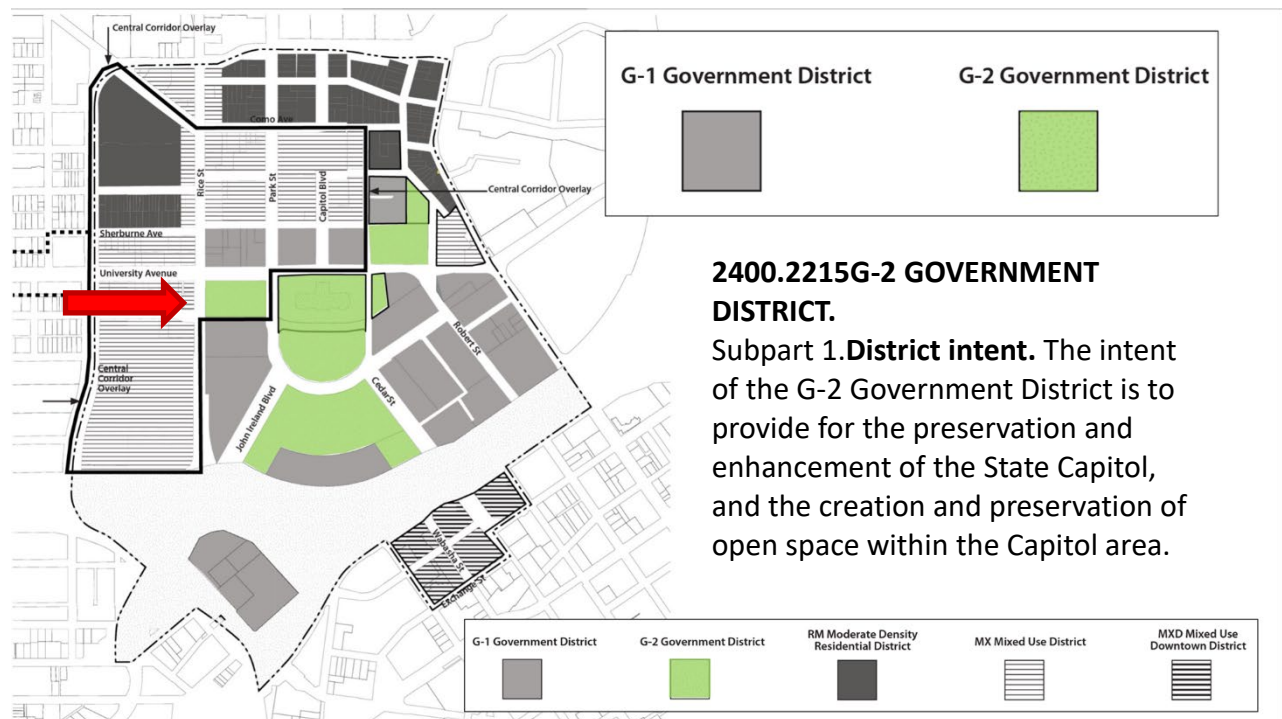 Central Corridor Overlay
Como Ave
Rice St
Park St
Capitol Blvd
Central Corridor Overlay
Sherburne Ave
University Avenue
Robert St
Central
Corridor
Overlay
John Ireland Blvd
Cedar St
Wabasha St
Exchange St
G-1 Government District
G-2 Government District
2400.2215G-2 GOVERNMENT
DISTRICT.
Subpart 1.District intent. The intent
of the G-2 Government District is to
provide for the preservation and
enhancement of the State Capitol,
and the creation and preservation of
open space within the Capitol area.
G-1 Government District
G-2 Government District
RM Moderate Density
Residential District
MX Mixed Use District
MXD Mixed Use
Downtown District